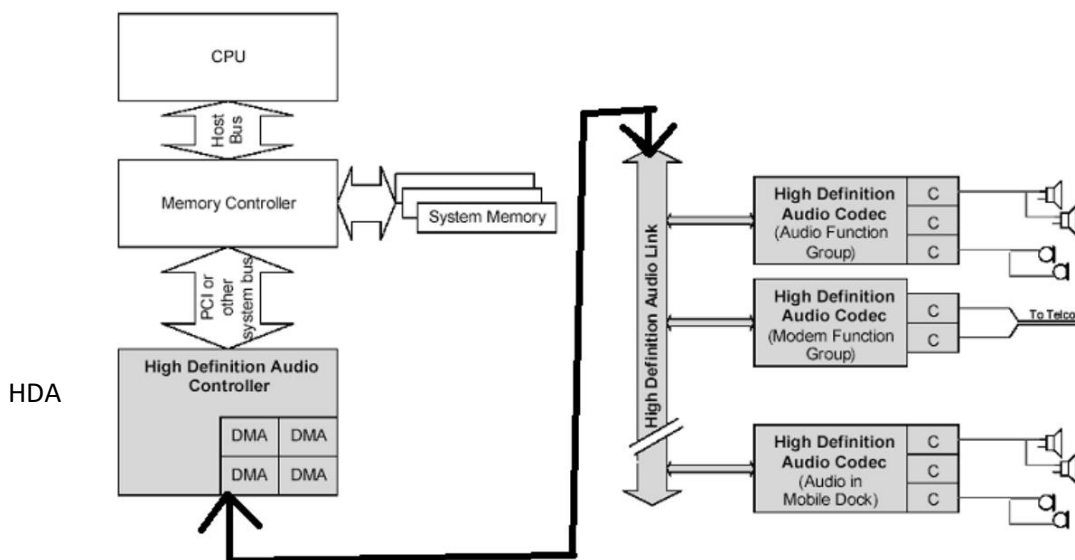 CPU
Host
Bus
Memory Controller
System Memory
PCI or
other
system bus
High Definition Audio
Controller
DMA DMA
DMA DMA
HDA
High Definition Audio Link
High Definition
Audio Codec
(Audio Function
Group)
C
C
C
High Definition
Audio Codec
(Modem Function
Group)
C
C
To Telco
High Definition
Audio Codec
(Audio in
Mobile Dock)
C
C
C